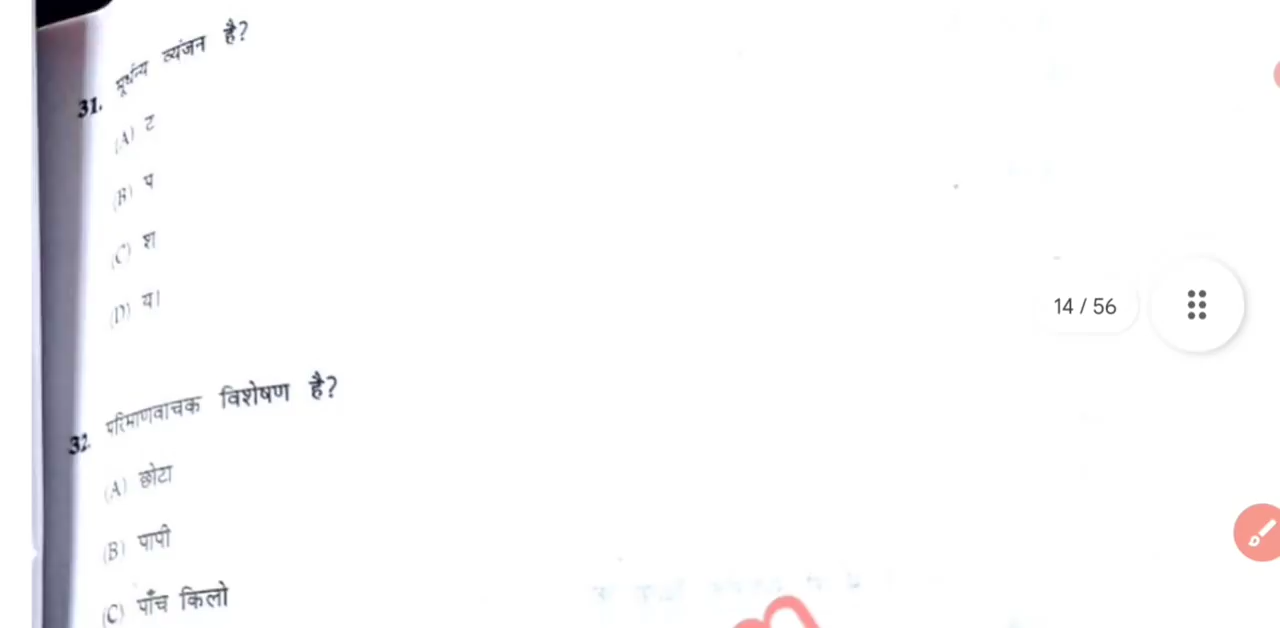 31. मूर्धन्य व्यंजन है?
(A) ट
(B) प
(C) श
(D) य।
14 / 56
32. परिमाणवाचक विशेषण है?
(A) छोटा
(B) पापी
(C) पाँच किलो